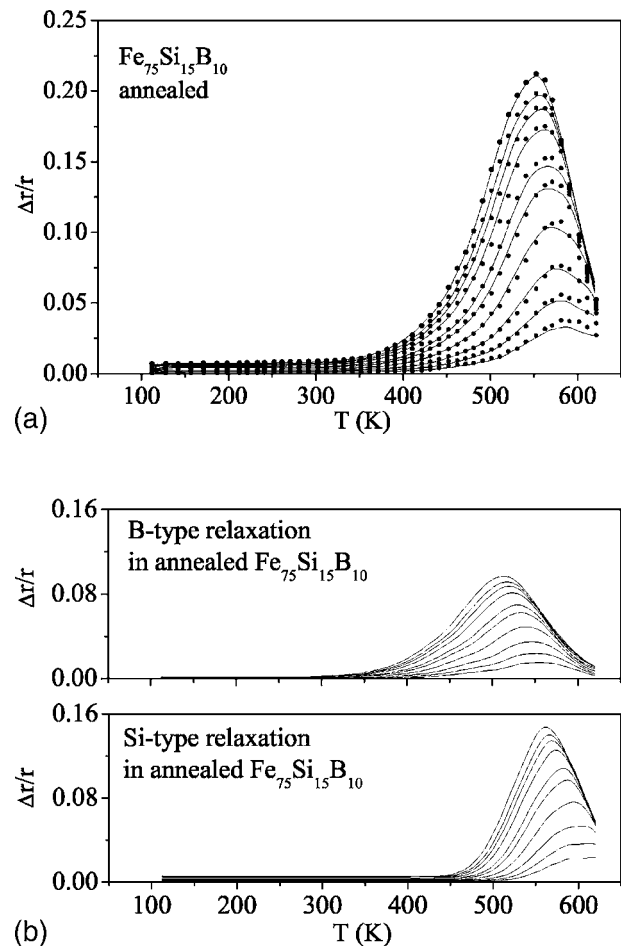 Fe75Si15B10
annealed
0.25
0.20
0.15
0.10
0.05
0.00
Δr/r
100 200 300 400 500 600
T (K)
(a)
B-type relaxation
in annealed Fe75Si15B10
0.16
0.08
0.00
Δr/r
Si-type relaxation
in annealed Fe75Si15B10
0.16
0.08
0.00
Δr/r
100 200 300 400 500 600
T (K)
(b)